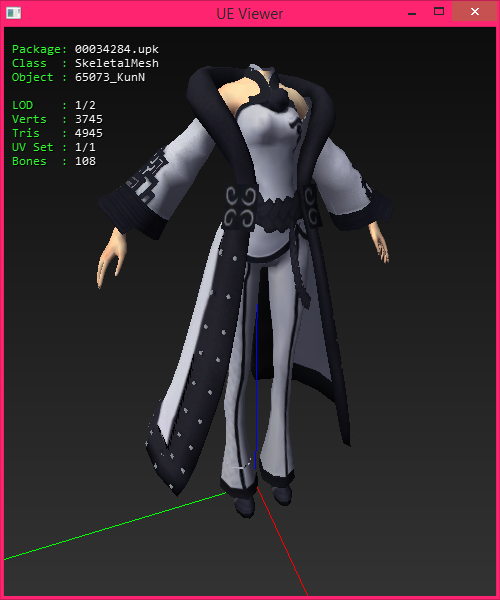 UE Viewer
Package: 00034284.upk
Class  : SkeletalMesh
Object : 65073_KunN
LOD    : 1/2
Verts  : 3745
Tris   : 4945
UV Set : 1/1
Bones  : 108